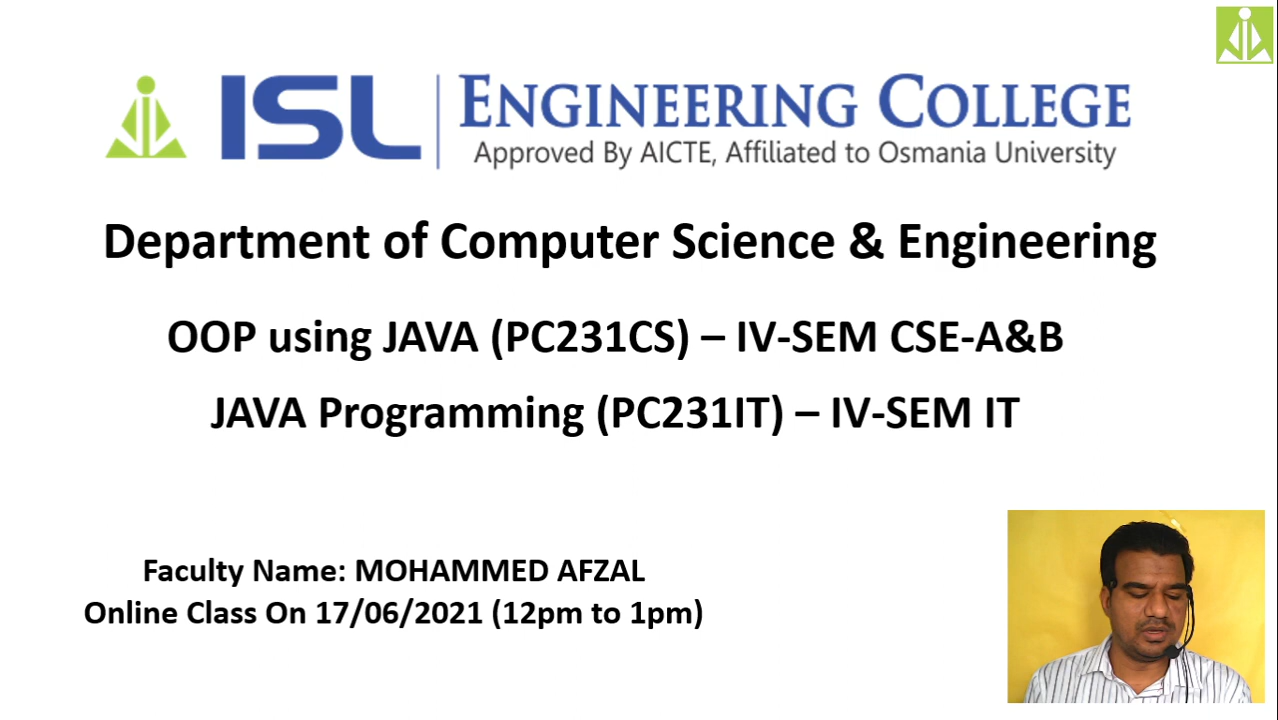 ISL
ENGINEERING COLLEGE
Approved By AICTE, Affiliated to Osmania University
Department of Computer Science & Engineering
OOP using JAVA (PC231CS) – IV-SEM CSE-A&B
JAVA Programming (PC231IT) – IV-SEM IT
Faculty Name: MOHAMMED AFZAL
Online Class On 17/06/2021 (12pm to 1pm)